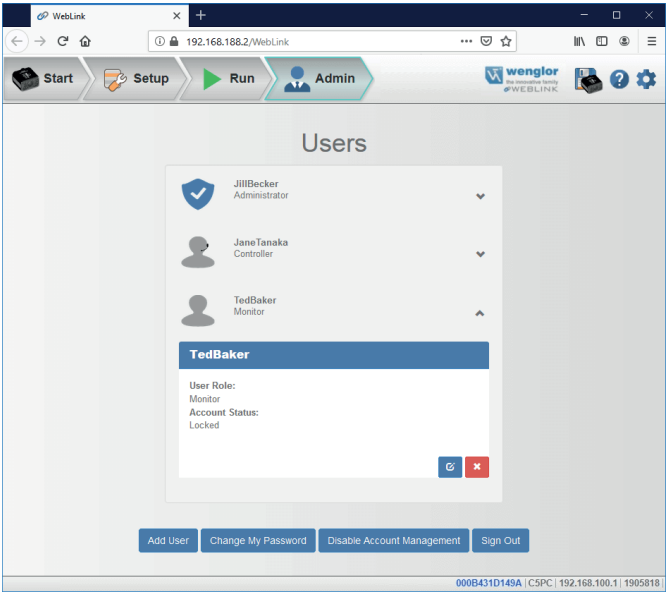 WebLink
192.168.188.2/WebLink
Start
Setup
Run
Admin
wenglor
the innovative family
WEBLINK
Users
JillBecker
Administrator
JaneTanaka
Controller
TedBaker
Monitor
TedBaker
User Role:
Monitor
Account Status:
Locked
Add User
Change My Password
Disable Account Management
Sign Out
000B431D149A | C5PC | 192.168.100.1 | 1905818